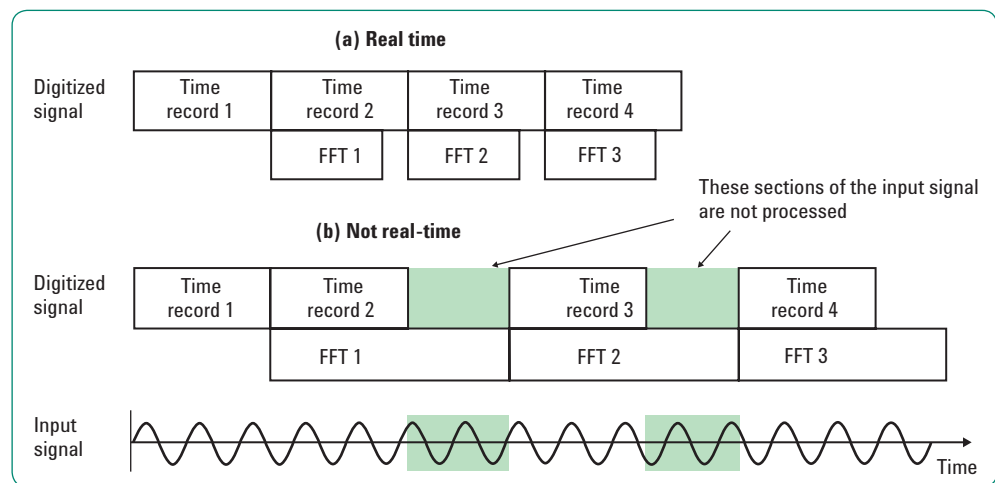 (a) Real time
Digitized
signal
Time
record 1
Time
record 2
Time
record 3
Time
record 4
FFT 1
FFT 2
FFT 3
These sections of the input signal
are not processed
(b) Not real-time
Digitized
signal
Time
record 1
Time
record 2
Time
record 3
Time
record 4
FFT 1
FFT 2
FFT 3
Input
signal
Time